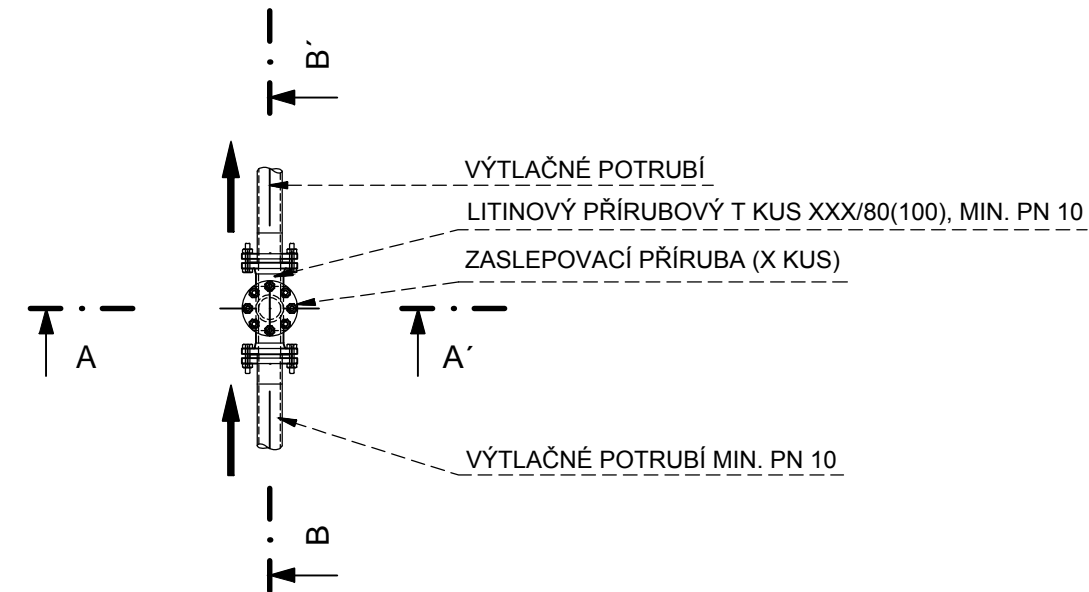 B´
VÝTLAČNÉ POTRUBÍ
LITINOVÝ PŘÍRUBOVÝ T KUS XXX/80(100), MIN. PN 10
ZASLEPOVACÍ PŘÍRUBA (X KUS)
A
A´
VÝTLAČNÉ POTRUBÍ MIN. PN 10
B